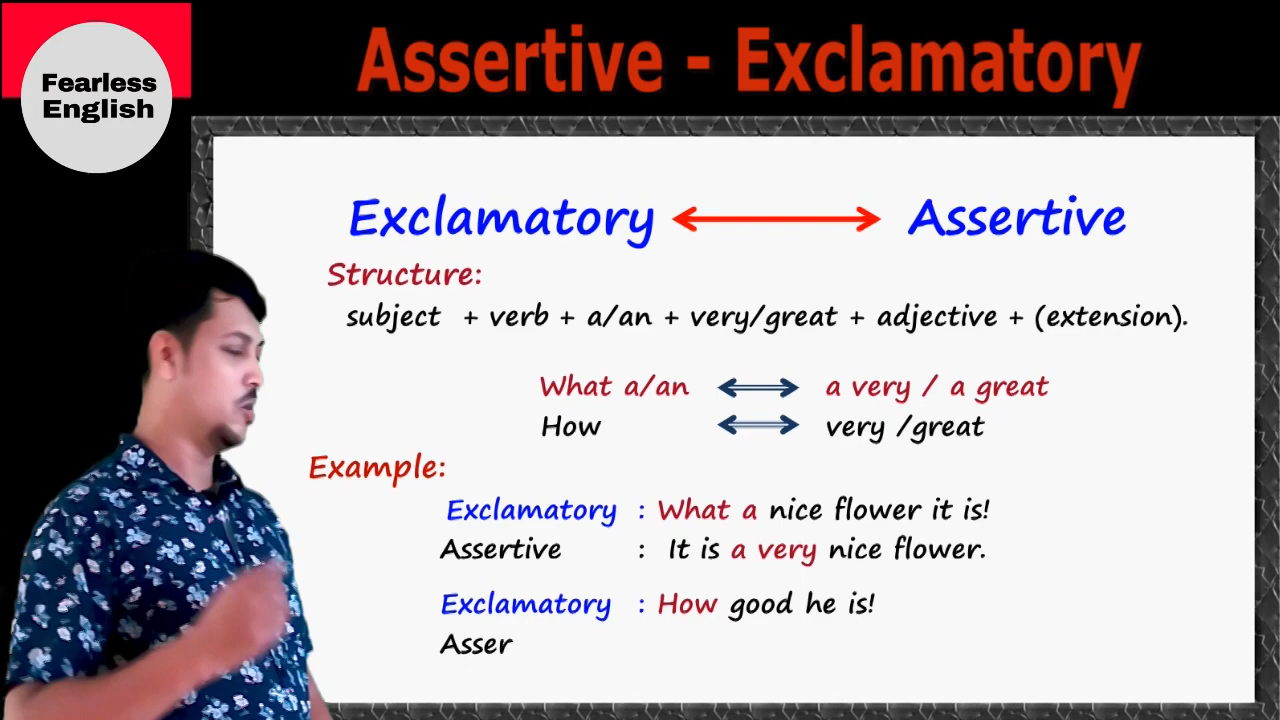 Fearless
English
Assertive - Exclamatory
Exclamatory Assertive
Structure:
subject + verb + a/an + very/great + adjective + (extension).
What a/an a very / a great
How very /great
Example:
Exclamatory : What a nice flower it is!
Assertive : It is a very nice flower.
Exclamatory : How good he is!
Asser